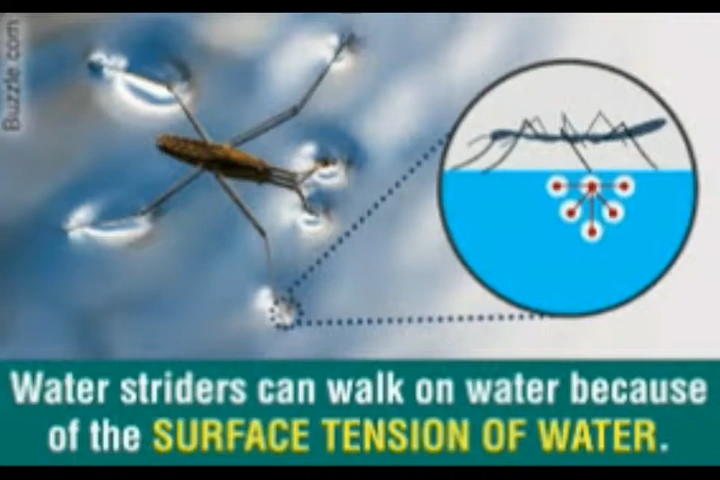 Buzzle.com
Water striders can walk on water because
of the SURFACE TENSION OF WATER.